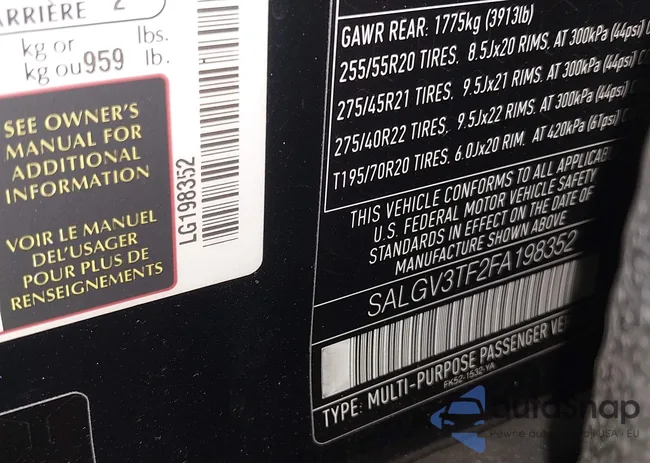 ARRIÈRE 2
kg or lbs.
kg ou 959 lb.
SEE OWNER'S
MANUAL FOR
ADDITIONAL
INFORMATION
VOIR LE MANUEL
DEL'USAGER
POUR PLUS DE
RENSEIGNEMENTS
LG198352
GAWR REAR: 1775kg (3913lb)
255/55R20 TIRES. 8.5Jx20 RIMS. AT 300kPa (44psi)
275/45R21 TIRES. 9.5Jx21 RIMS. AT 300kPa (44psi)
275/40R22 TIRES. 9.5Jx22 RIMS. AT 300kPa (44psi)
T195/70R20 TIRES. 6.0Jx20 RIM. AT 420kPa (61psi)
THIS VEHICLE CONFORMS TO ALL APPLICAB
U.S. FEDERAL MOTOR VEHICLE SAFETY
STANDARDS IN EFFECT ON THE DATE OF
MANUFACTURE SHOWN ABOVE.
SALGV3TF2FA198352
TYPE: MULTI-PURPOSE PASSENGER VE
FK52-1532-YA
autoSnap
USA - EU